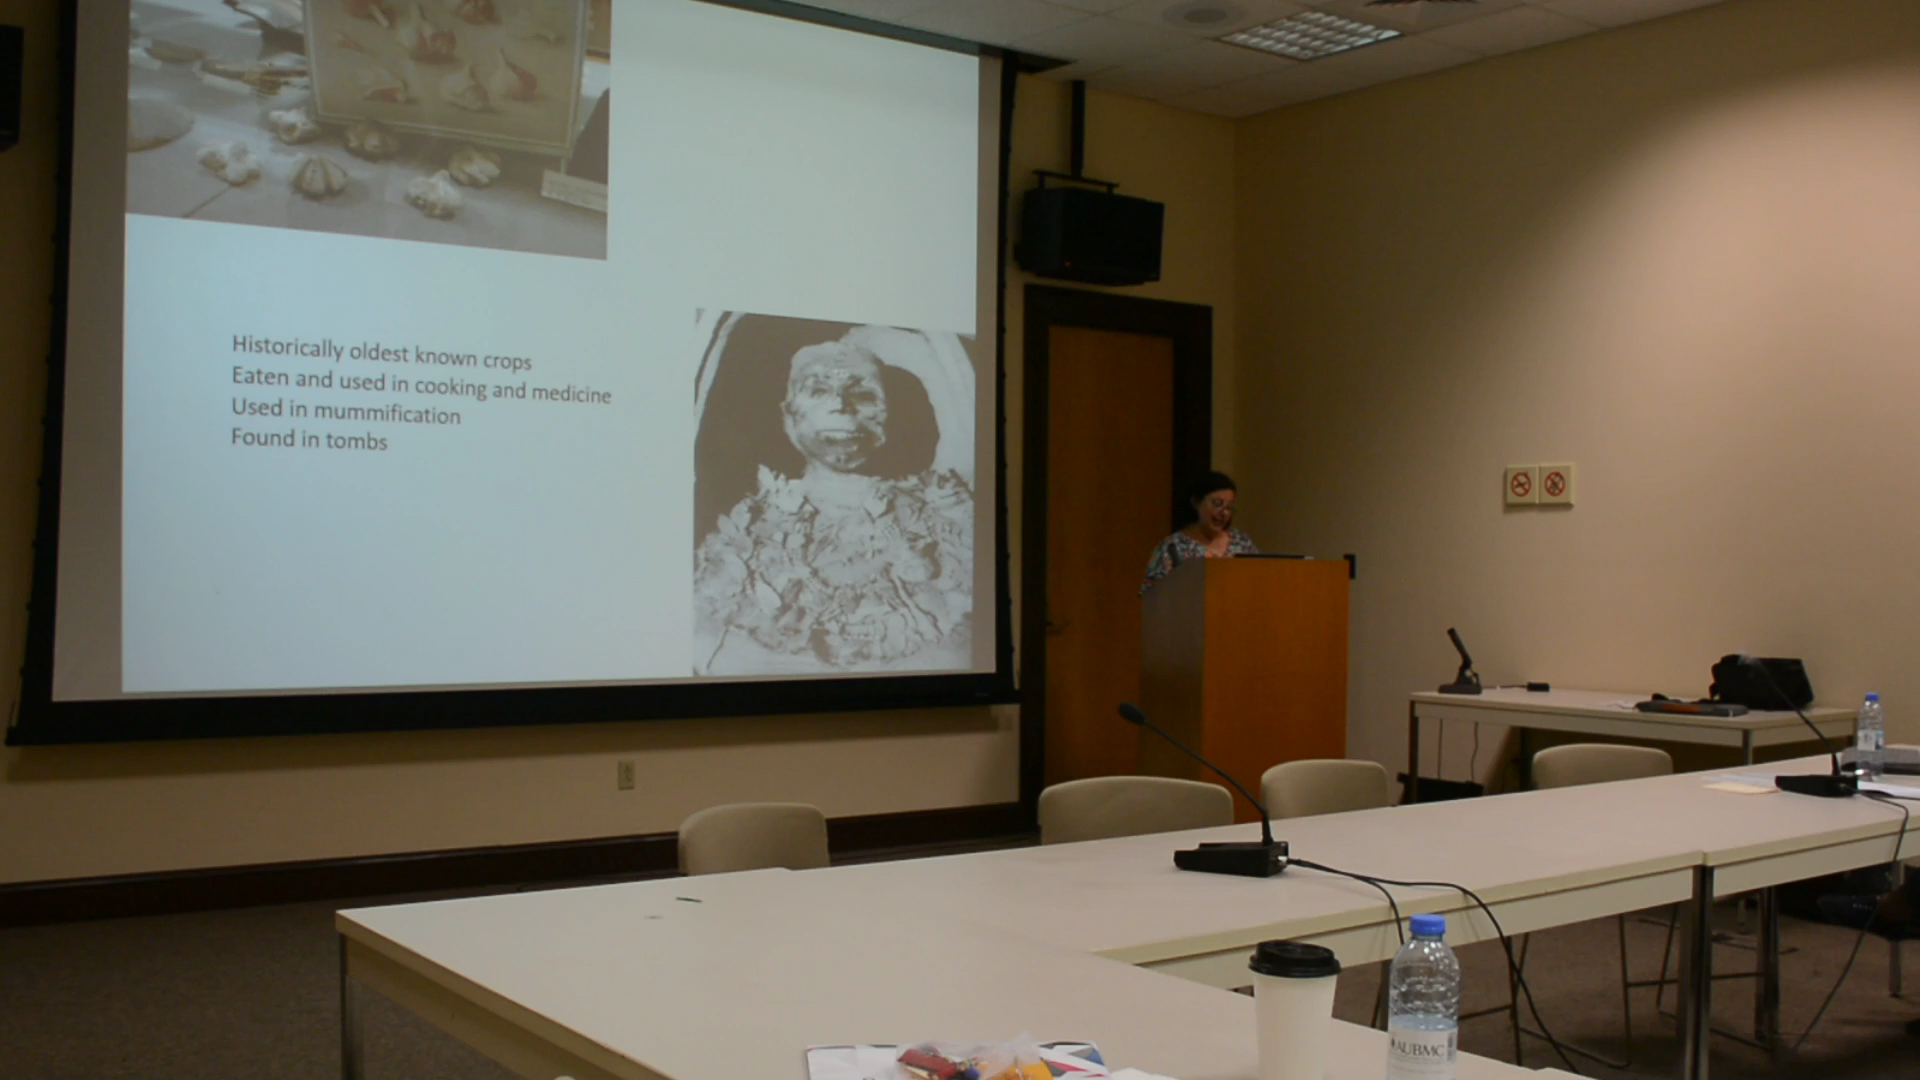 Historically oldest known crops
Eaten and used in cooking and medicine
Used in mummification
Found in tombs
AUBMC